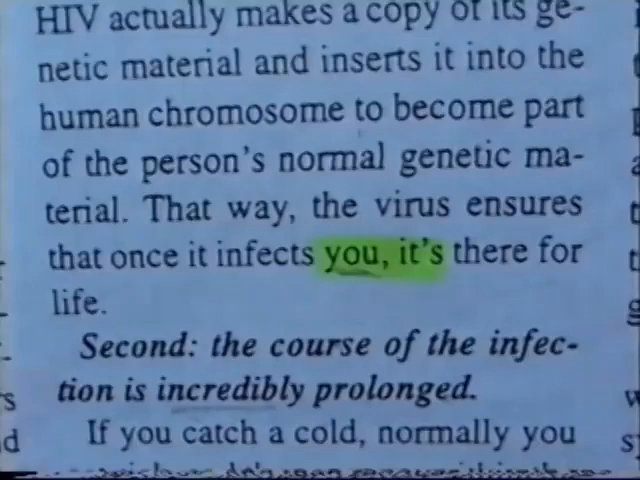 HIV actually makes a copy of its ge-
netic material and inserts it into the
human chromosome to become part
of the person's normal genetic ma-
terial. That way, the virus ensures
that once it infects you, it's there for
life.
Second: the course of the infec-
tion is incredibly prolonged.
If you catch a cold, normally you